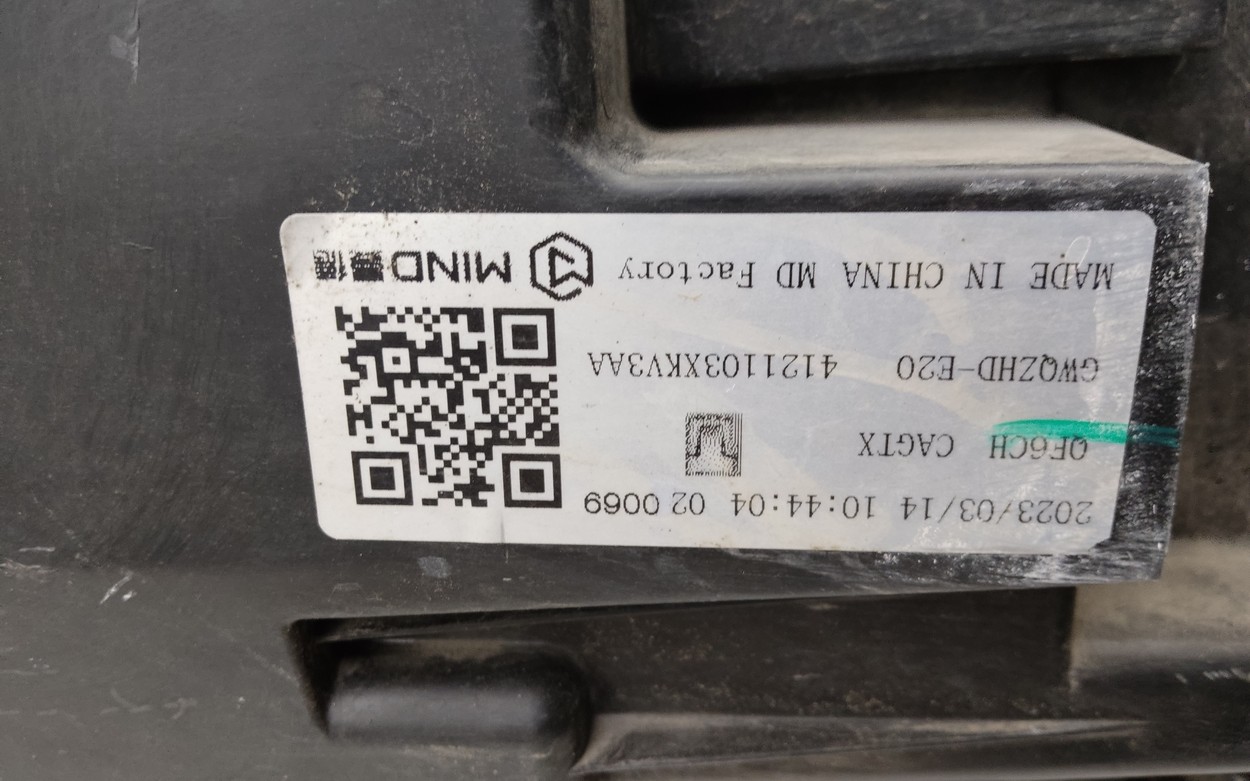 2023/03/14 10:44:04 02 0069
QF6CH CAGTX
GWQZHD-E20 4121103XKV3AA
MADE IN CHINA MD Factory MIND